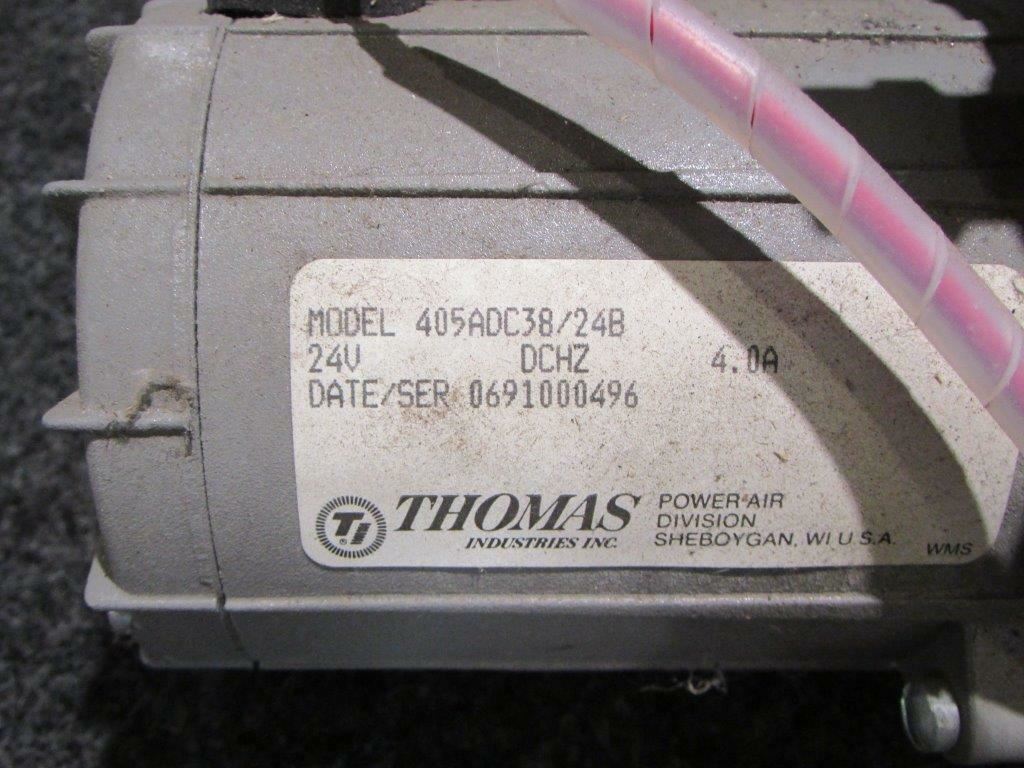 MODEL 405ADC38/24B
24V DCHZ 4.0A
DATE/SER 0691000496
TI ® THOMAS
INDUSTRIES INC.
POWER AIR
DIVISION
SHEBOYGAN, WI U.S.A.
WMS